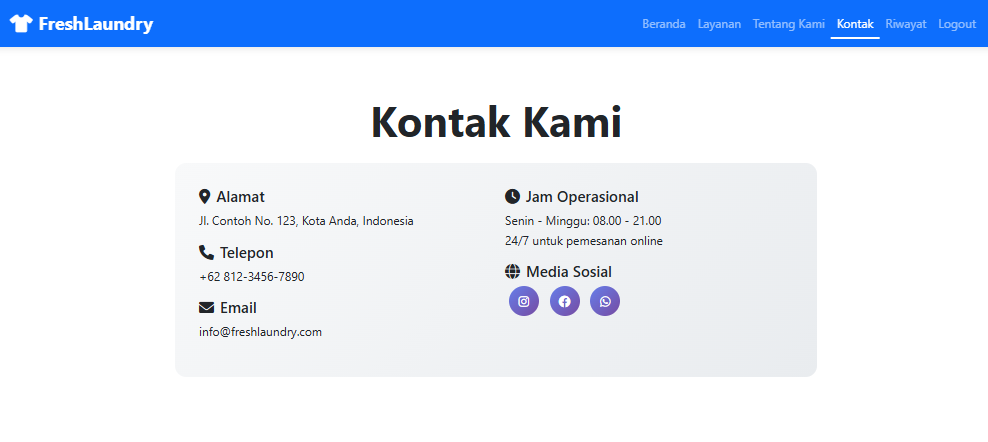 FreshLaundry
Beranda Layanan Tentang Kami Kontak Riwayat Logout
Kontak Kami
Alamat
Jl. Contoh No. 123, Kota Anda, Indonesia
Telepon
+62 812-3456-7890
Email
info@freshlaundry.com
Jam Operasional
Senin - Minggu: 08.00 - 21.00
24/7 untuk pemesanan online
Media Sosial